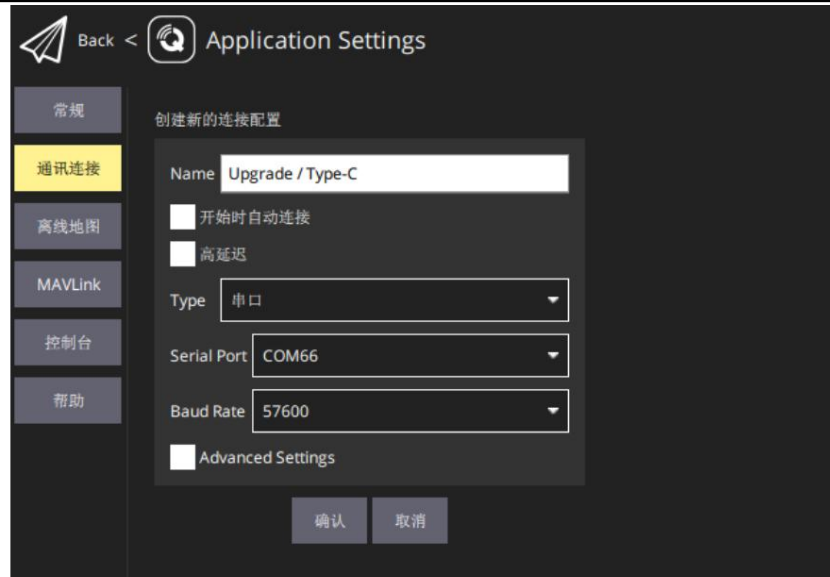 Back < Application Settings
常规
通讯连接
离线地图
MAVLink
控制台
帮助
创建新的连接配置
Name Upgrade / Type-C
开始时自动连接
高延迟
Type 串口
Serial Port COM66
Baud Rate 57600
Advanced Settings
确认 取消